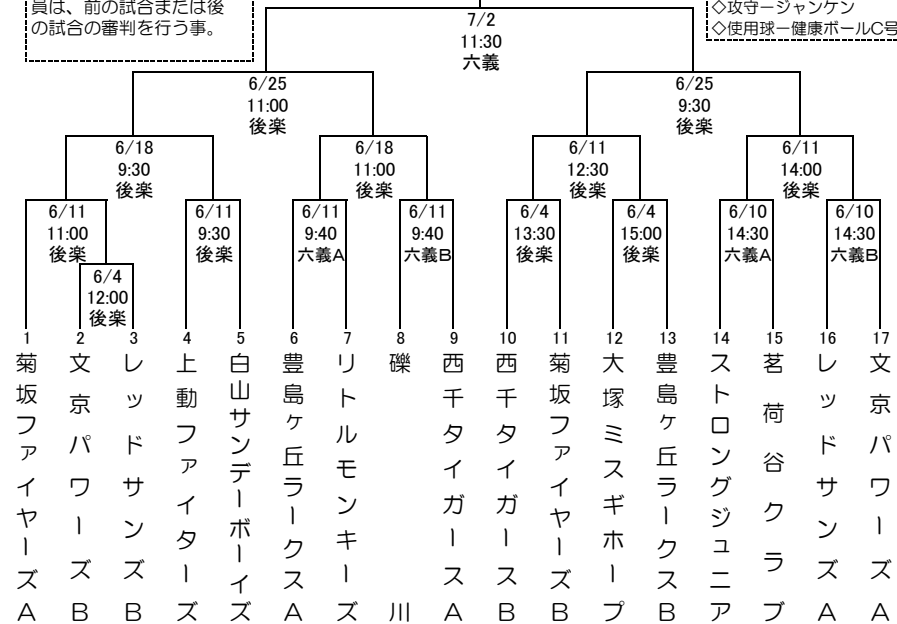 員は、前の試合または後
の試合の審判を行う事。
◇攻守－ジャンケン
◇使用球－健康ボールC号
7/2
11:30
六義
6/25
11:00
後楽
6/25
9:30
後楽
6/18
9:30
後楽
6/18
11:00
後楽
6/11
12:30
後楽
6/11
14:00
後楽
6/11
11:00
後楽
6/11
9:30
後楽
6/11
9:40
六義A
6/11
9:40
六義B
6/4
13:30
後楽
6/4
15:00
後楽
6/10
14:30
六義A
6/10
14:30
六義B
6/4
12:00
後楽
1
菊坂ファイヤーズA
2
文京パワーズB
3
レッドサンズB
4
上動ファイターズ
5
白山サンデーボーイズ
6
豊島ヶ丘ラークスA
7
リトルモンキーズ
8
礫川
9
西千タイガースA
10
西千タイガースB
11
菊坂ファイヤーズB
12
大塚ミスギホープ
13
豊島ヶ丘ラークスB
14
ストロングジュニア
15
茗荷谷クラブ
16
レッドサンズA
17
文京パワーズA